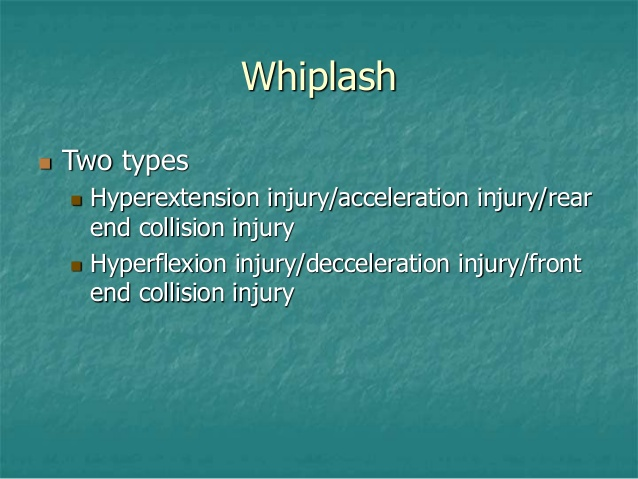 Whiplash
Two types
Hyperextension injury/acceleration injury/rear
end collision injury
Hyperflexion injury/decceleration injury/front
end collision injury